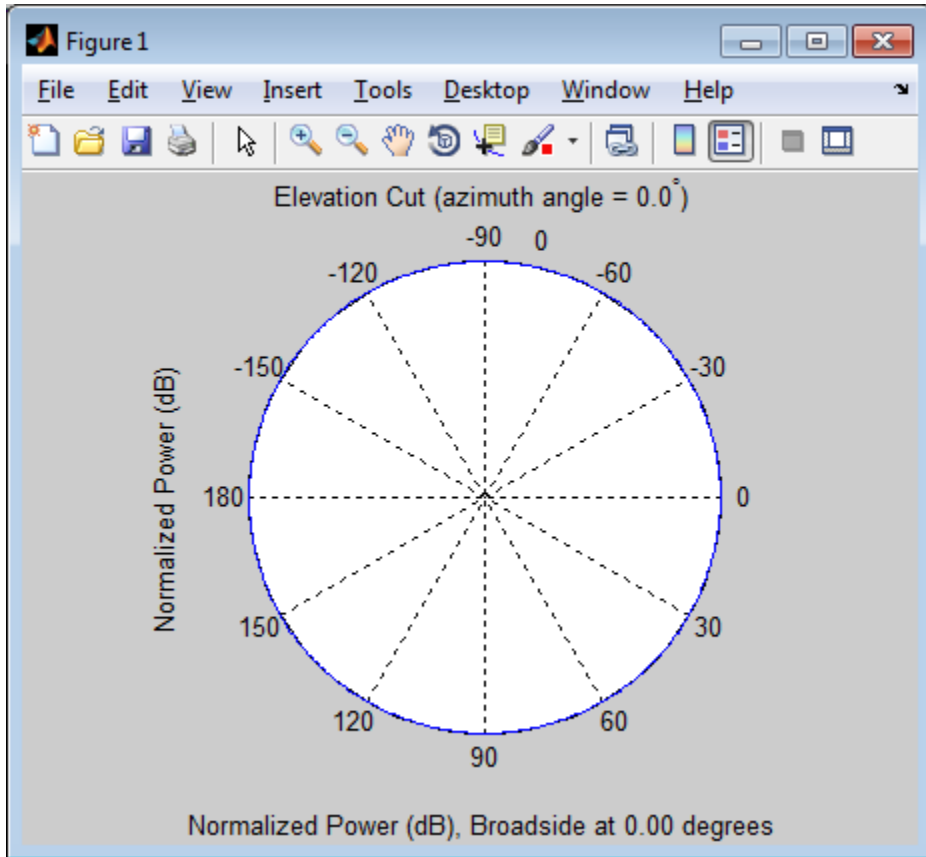 Figure 1
File Edit View Insert Tools Desktop Window Help
Elevation Cut (azimuth angle = 0.0°)
-90 0
-120 -60
-150 -30
Normalized Power (dB)
180 0
150 30
120 60
90
Normalized Power (dB), Broadside at 0.00 degrees